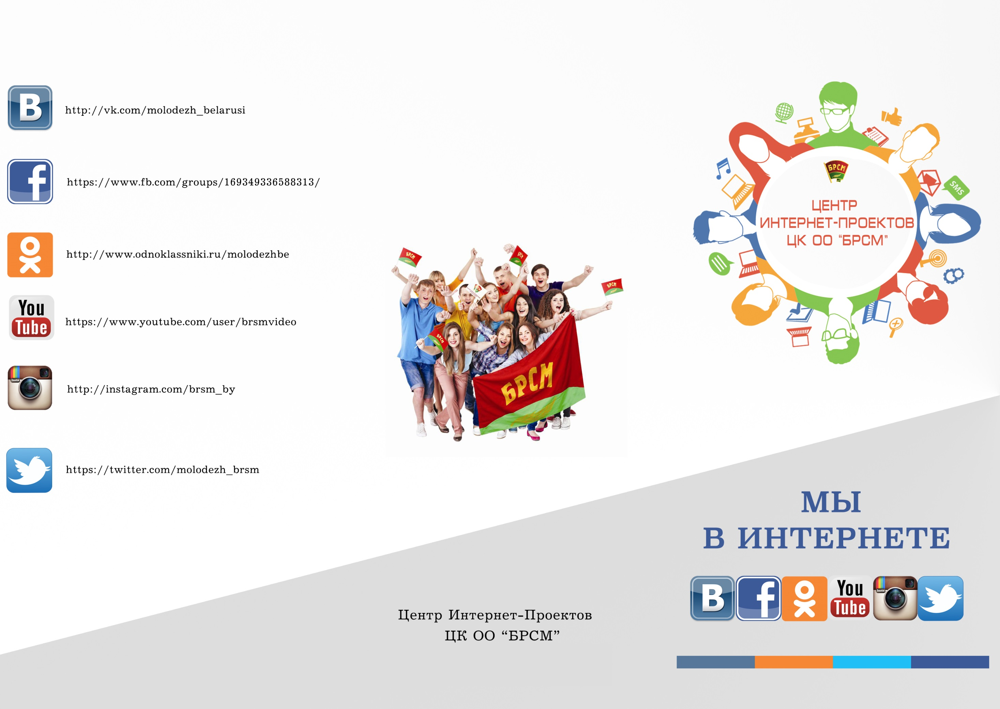 http://vk.com/molodezh_belarusi
https://www.fb.com/groups/169349336588313/
http://www.odnoklassniki.ru/molodezhbe
You
Tube
https://www.youtube.com/user/brsmvideo
Insta
http://instagram.com/brsm_by
https://twitter.com/molodezh_brsm
БРСМ
БРСМ
БРСМ
БРСМ
БРСМ
Центр Интернет-Проектов
ЦК ОО “БРСМ”
SMS
БРСМ
ЦЕНТР
ИНТЕРНЕТ-ПРОЕКТОВ
ЦК ОО “БРСМ”
МЫ
В ИНТЕРНЕТЕ
You
Tube
Insta